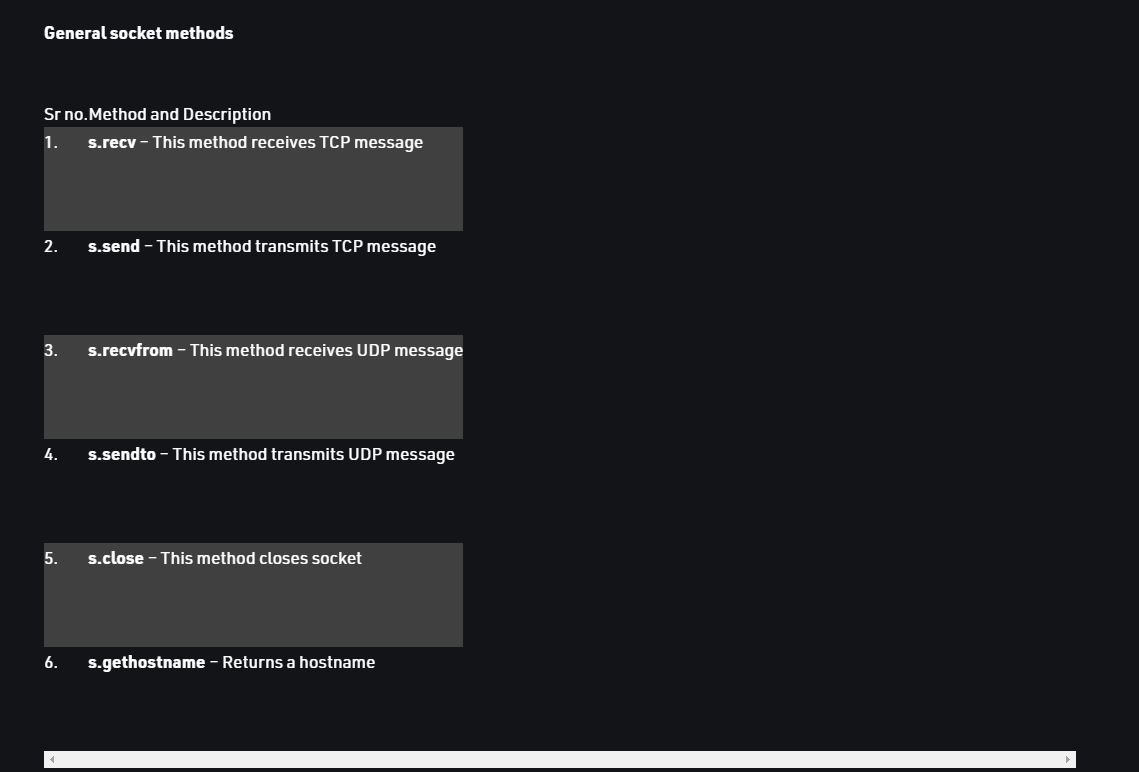 General socket methods
Sr no.Method and Description
1. s.recv – This method receives TCP message
2. s.send – This method transmits TCP message
3. s.recvfrom – This method receives UDP message
4. s.sendto – This method transmits UDP message
5. s.close – This method closes socket
6. s.gethostname – Returns a hostname